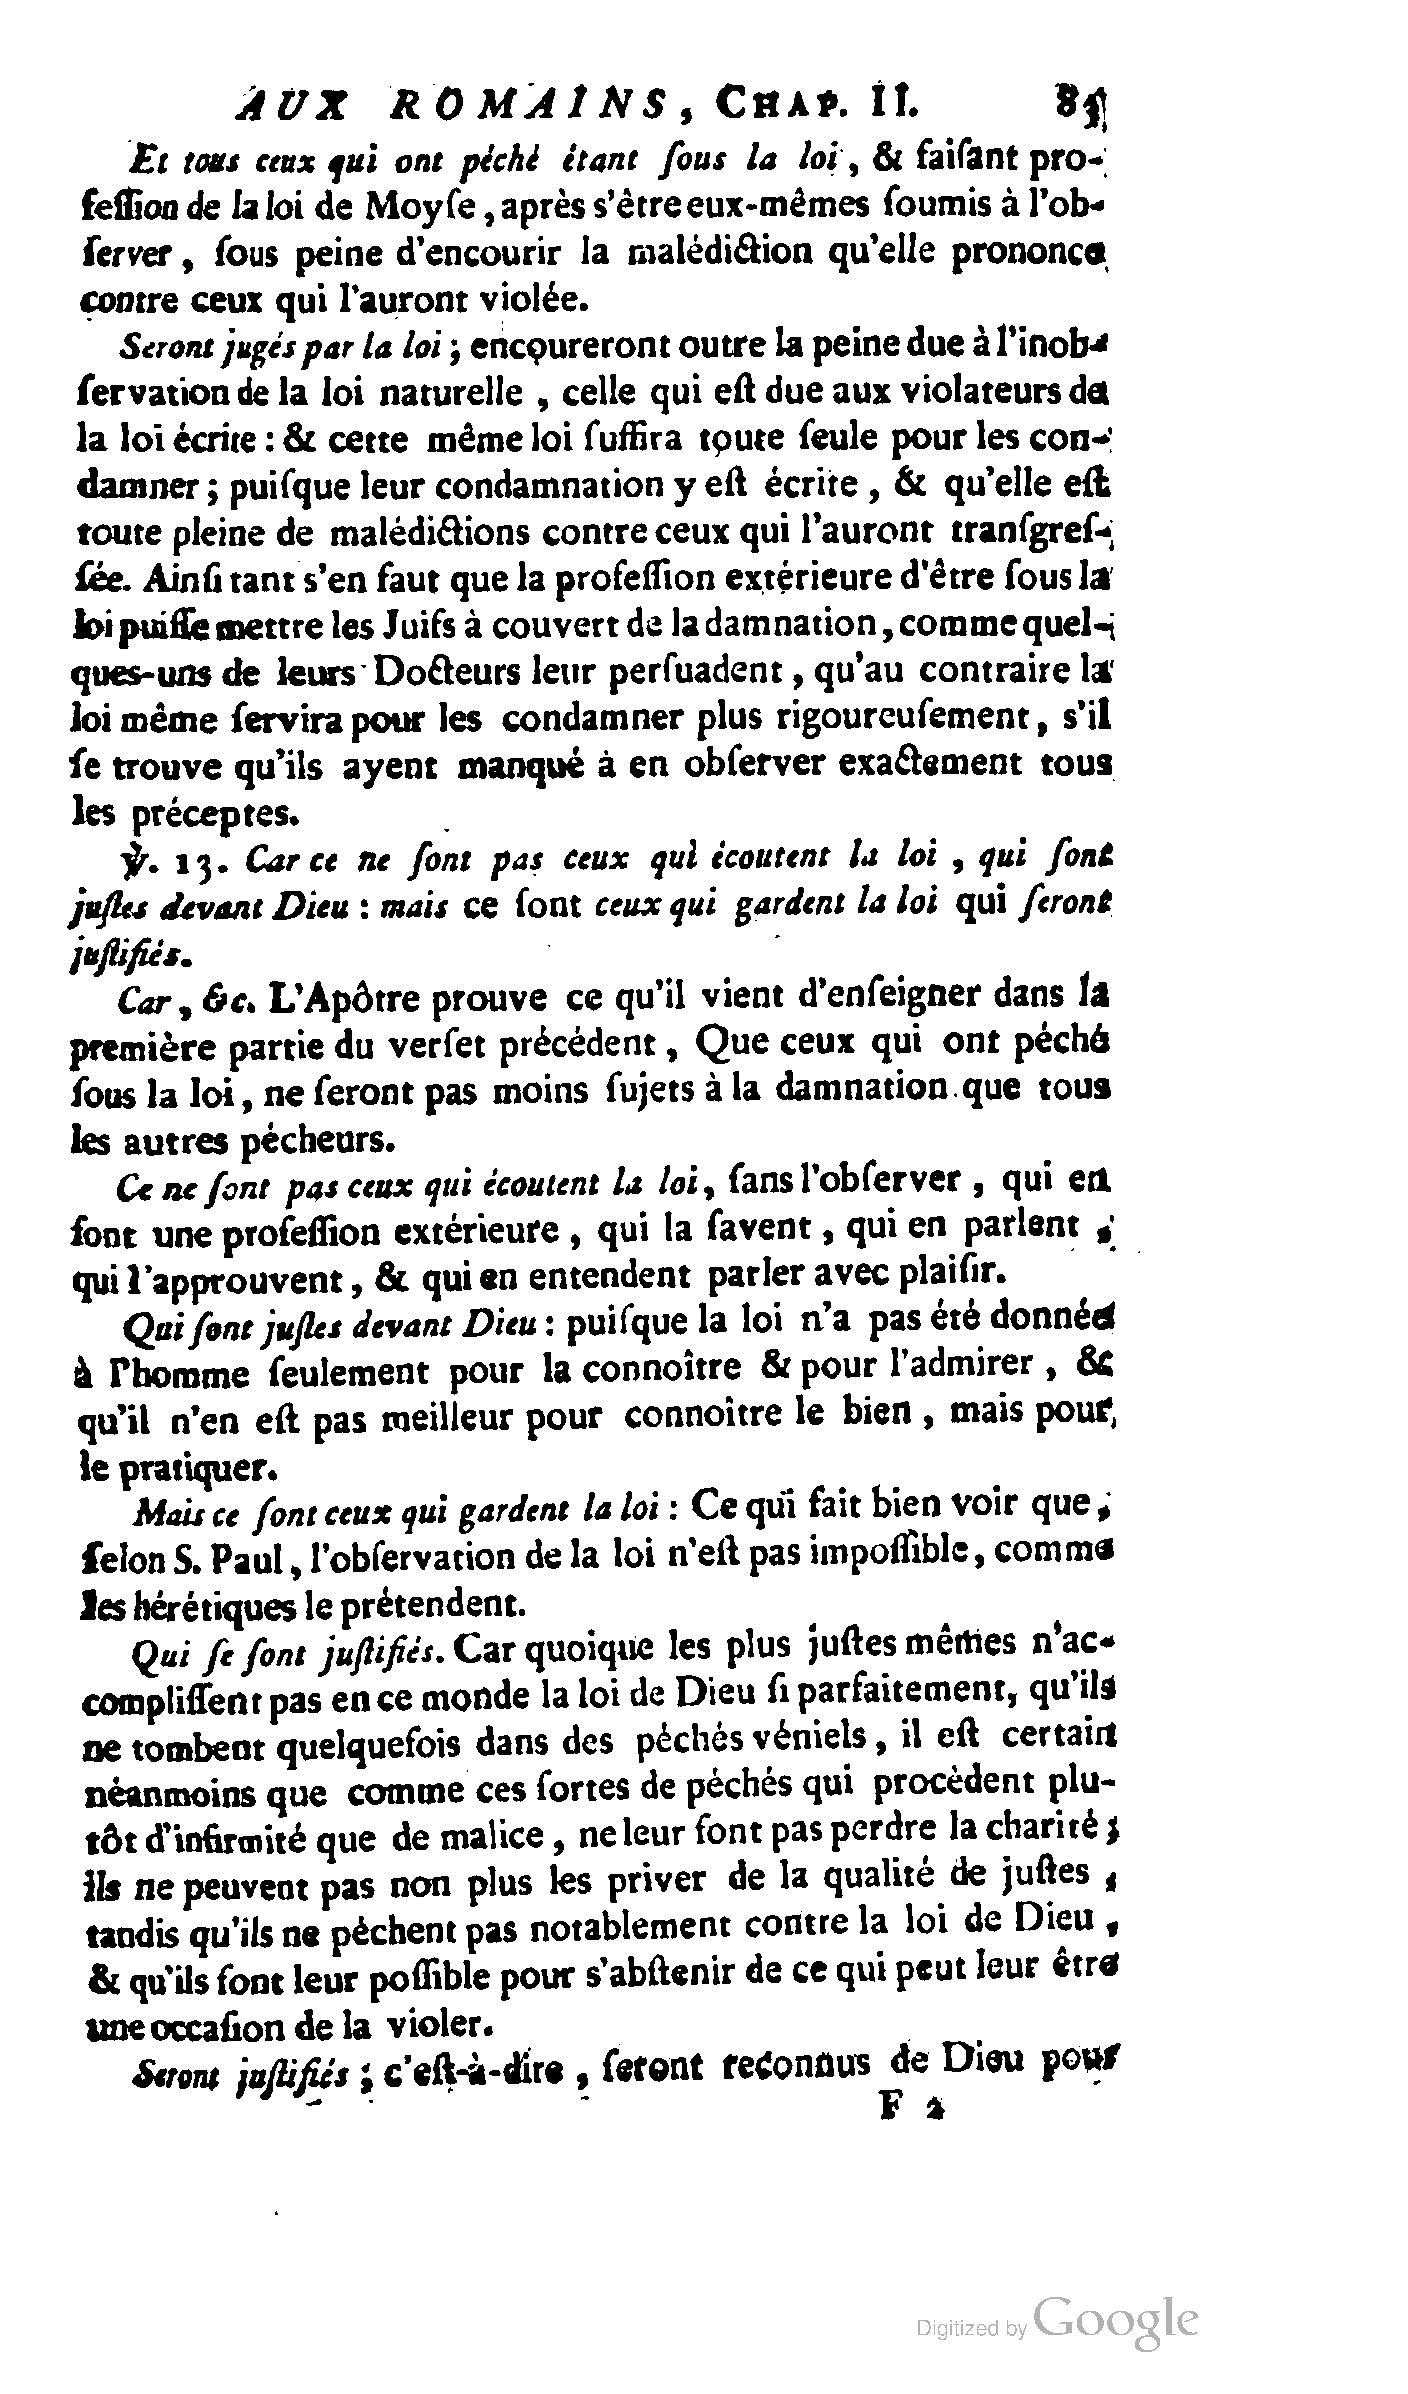 AUX ROMAINS, CHAP. II. 85
Et tous ceux qui ont péché étant ſous la loi, & faiſant pro-
feſſion de la loi de Moyſe, après s'être eux-mêmes ſoumis à l'ob-
ſerver, ſous peine d'encourir la malédiction qu'elle prononce
contre ceux qui l'auront violée.
Seront jugés par la loi; encoureront outre la peine due à l'inob-
ſervation de la loi naturelle, celle qui eſt due aux violateurs de
la loi écrite: & cette même loi ſuffira toute ſeule pour les con-
damner; puiſque leur condamnation y eſt écrite, & qu'elle eſt
toute pleine de malédictions contre ceux qui l'auront tranſgreſ-
ſée. Ainſi tant s'en faut que la profeſſion extérieure d'être ſous la
loi puiſſe mettre les Juifs à couvert de la damnation, comme quel-
ques-uns de leurs Docteurs leur perſuadent, qu'au contraire la
loi même ſervira pour les condamner plus rigoureuſement, s'il
ſe trouve qu'ils ayent manqué à en obſerver exactement tous
les préceptes.
℣. 13. Car ce ne ſont pas ceux qui écoutent la loi, qui ſont
juſtes devant Dieu: mais ce ſont ceux qui gardent la loi qui ſeront
juſtifiés.
Car, &c. L'Apôtre prouve ce qu'il vient d'enſeigner dans la
première partie du verſet précédent, Que ceux qui ont péché
ſous la loi, ne ſeront pas moins ſujets à la damnation que tous
les autres pécheurs.
Ce ne ſont pas ceux qui écoutent la loi, ſans l'obſerver, qui en
font une profeſſion extérieure, qui la ſavent, qui en parlent,
qui l'approuvent, & qui en entendent parler avec plaiſir.
Qui ſont juſtes devant Dieu: puiſque la loi n'a pas été donnée
à l'homme ſeulement pour la connoître & pour l'admirer, &
qu'il n'en eſt pas meilleur pour connoître le bien, mais pour
le pratiquer.
Mais ce ſont ceux qui gardent la loi: Ce qui fait bien voir que,
ſelon S. Paul, l'obſervation de la loi n'eſt pas impoſſible, comme
les hérétiques le prétendent.
Qui ſe ſont juſtifiés. Car quoique les plus juſtes mêmes n'ac-
compliſſent pas en ce monde la loi de Dieu ſi parfaitement, qu'ils
ne tombent quelquefois dans des péchés véniels, il eſt certain
néanmoins que comme ces ſortes de péchés qui procèdent plu-
tôt d'infirmité que de malice, ne leur font pas perdre la charité;
ils ne peuvent pas non plus les priver de la qualité de juſtes,
tandis qu'ils ne péchent pas notablement contre la loi de Dieu,
& qu'ils font leur poſſible pour s'abſtenir de ce qui peut leur être
une occaſion de la violer.
Seront juſtifiés; c'eſt-à-dire, ſeront reconnus de Dieu pour
F 2
Digitized by Google